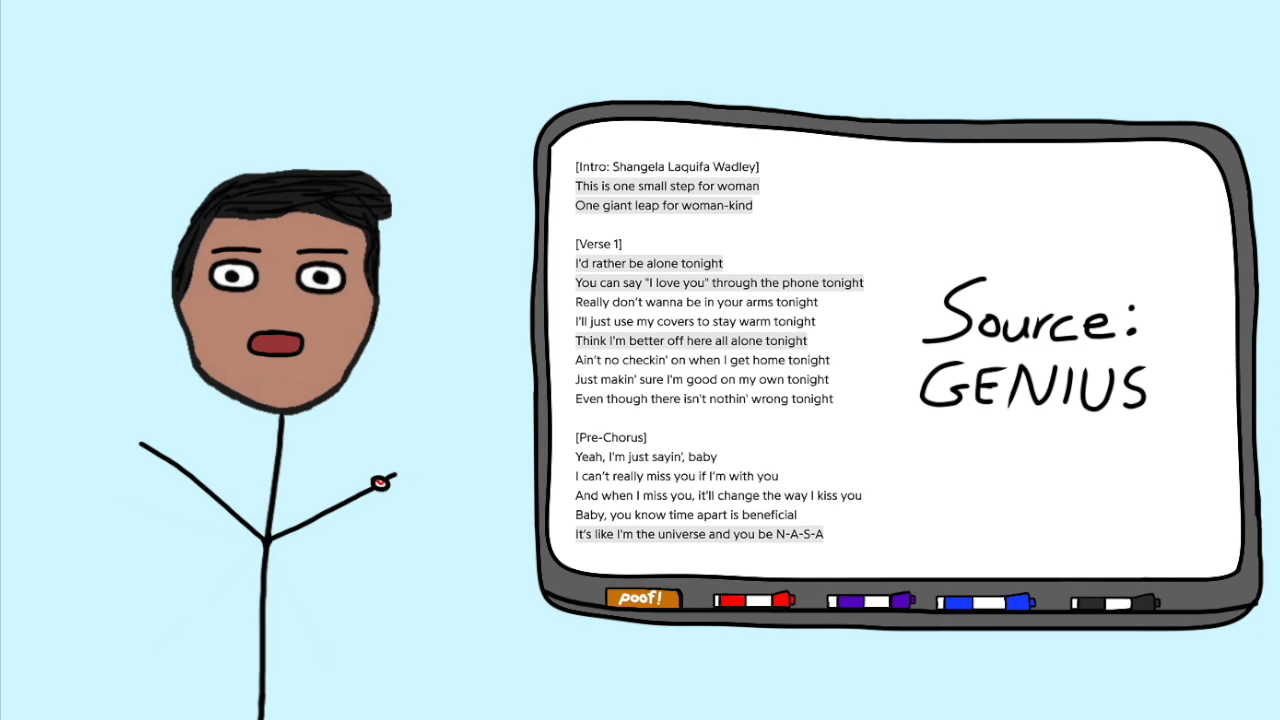 [Intro: Shangela Laquifa Wadley]
This is one small step for woman
One giant leap for woman-kind
[Verse 1]
I'd rather be alone tonight
You can say "I love you" through the phone tonight
Really don't wanna be in your arms tonight
I'll just use my covers to stay warm tonight
Think I'm better off here all alone tonight
Ain't no checkin' on when I get home tonight
Just makin' sure I'm good on my own tonight
Even though there isn't nothin' wrong tonight
[Pre-Chorus]
Yeah, I'm just sayin', baby
I can't really miss you if I'm with you
And when I miss you, it'll change the way I kiss you
Baby, you know time apart is beneficial
It's like I'm the universe and you be N-A-S-A
Source:
GENIUS
poof!